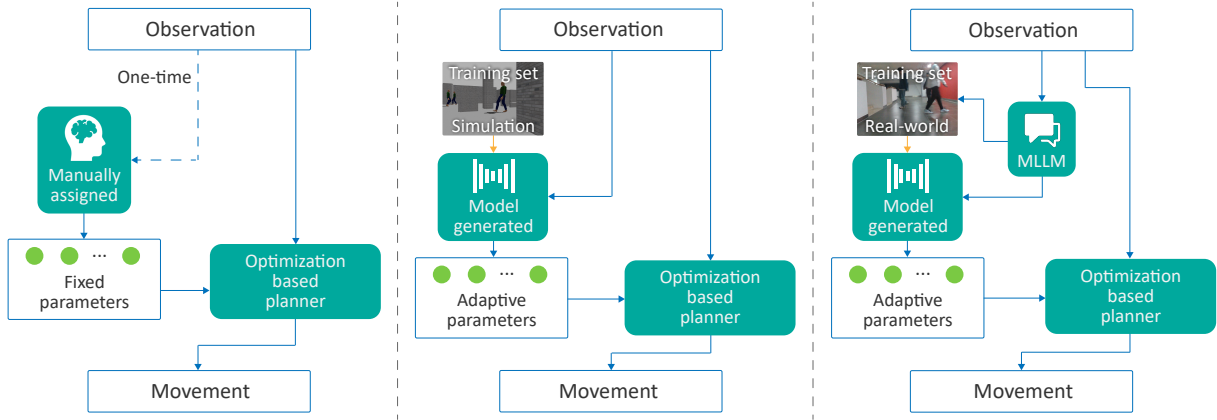 Observation
One-time
Manually
assigned
...
Fixed
parameters
Optimization
based
planner
Movement
Observation
Training set
Simulation
Model
generated
...
Adaptive
parameters
Optimization
based
planner
Movement
Observation
Training set
Real-world
MLLM
Model
generated
...
Adaptive
parameters
Optimization
based
planner
Movement